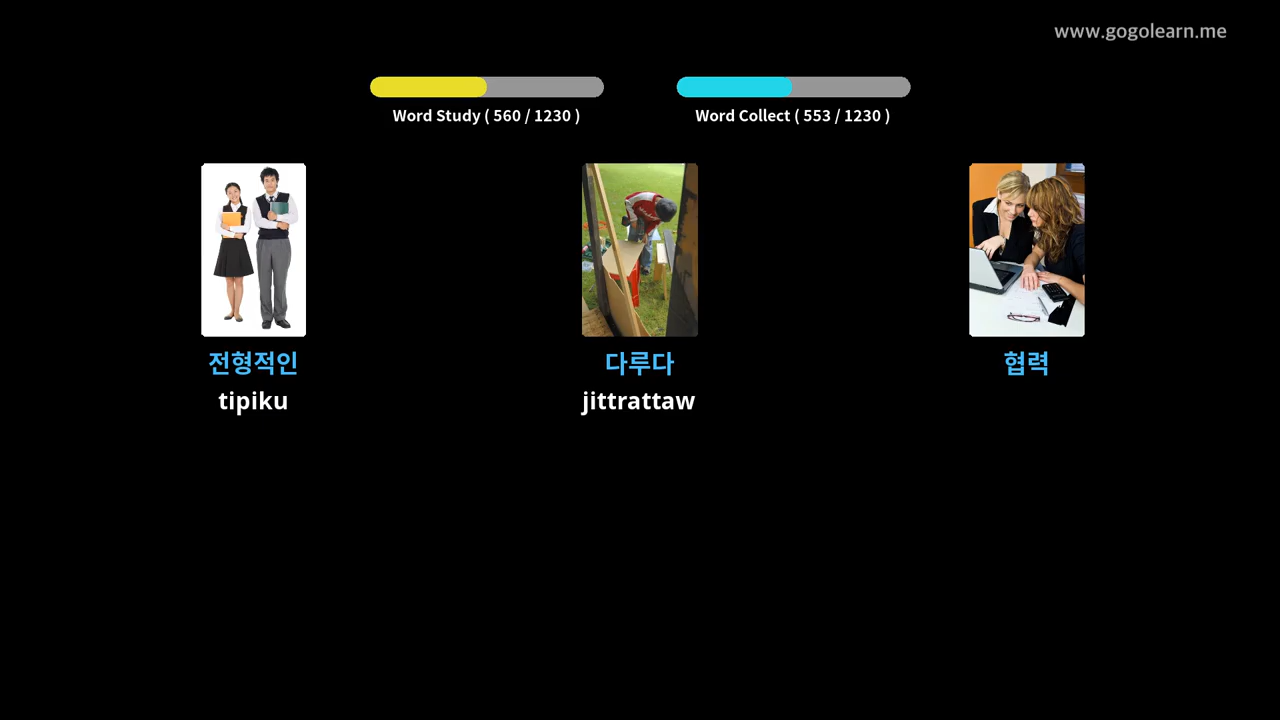 www.gogolearn.me
Word Study ( 560 / 1230 )
Word Collect ( 553 / 1230 )
전형적인
다루다
협력
tipiku
jittrattaw